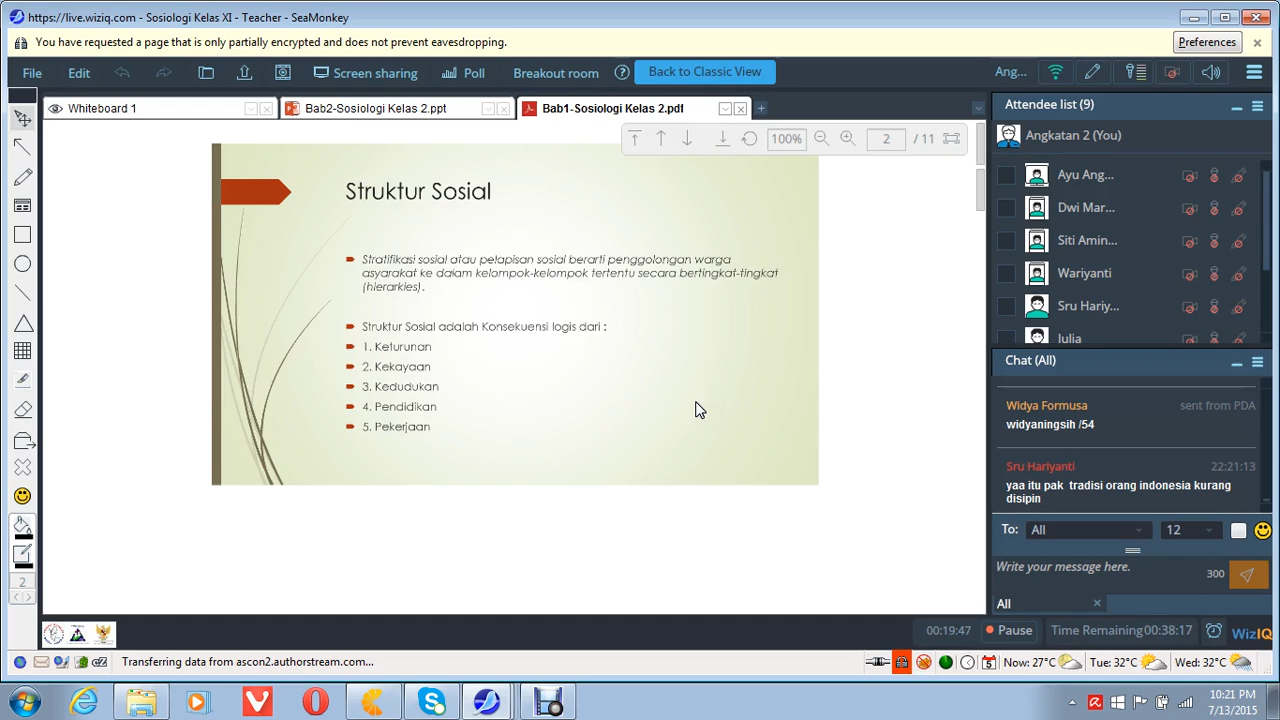 https://live.wiziq.com - Sosiologi Kelas XI - Teacher - SeaMonkey
You have requested a page that is only partially encrypted and does not prevent eavesdropping.
Preferences
File
Edit
Screen sharing
Poll
Breakout room
Back to Classic View
Ang...
Whiteboard 1
Bab2-Sosiologi Kelas 2.ppt
Bab1-Sosiologi Kelas 2.pdf
100%
2
/ 11
Struktur Sosial
Stratifikasi sosial atau pelapisan sosial berarti penggolongan warga
asyarakat ke dalam kelompok-kelompok tertentu secara bertingkat-tingkat
(hierarkies).
Struktur Sosial adalah Konsekuensi logis dari :
1. Keturunan
2. Kekayaan
3. Kedudukan
4. Pendidikan
5. Pekerjaan
2
Attendee list (9)
Angkatan 2 (You)
Ayu Ang...
Dwi Mar...
Siti Amin...
Wariyanti
Sru Hariy...
Iulia
Chat (All)
Widya Formusa
sent from PDA
widyaningsih /54
Sru Hariyanti
22:21:13
yaa itu pak tradisi orang indonesia kurang
disipin
To:
All
12
Write your message here.
300
All
00:19:47
Pause
Time Remaining 00:38:17
WizIQ
Transferring data from ascon2.authorstream.com...
5
Now: 27°C
Tue: 32°C
Wed: 32°C
10:21 PM
7/13/2015